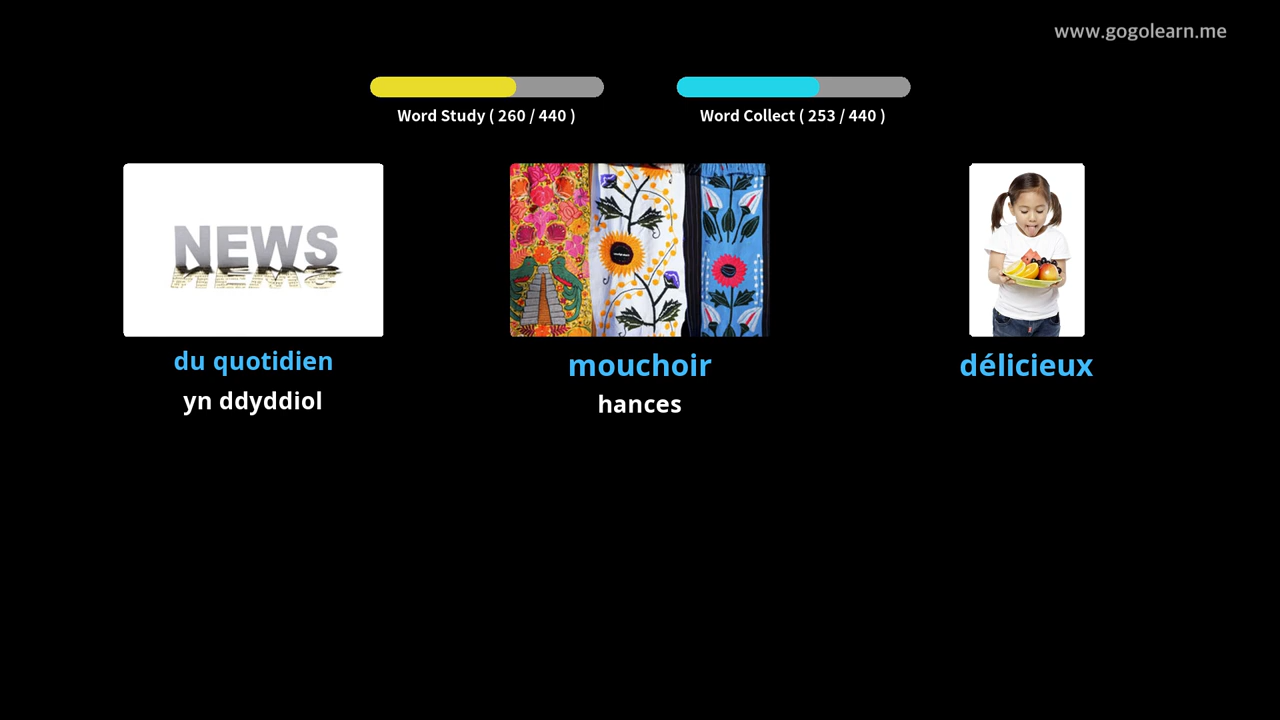 www.gogolearn.me
Word Study ( 260 / 440 )
Word Collect ( 253 / 440 )
NEWS
du quotidien
mouchoir
délicieux
yn ddyddiol
hances